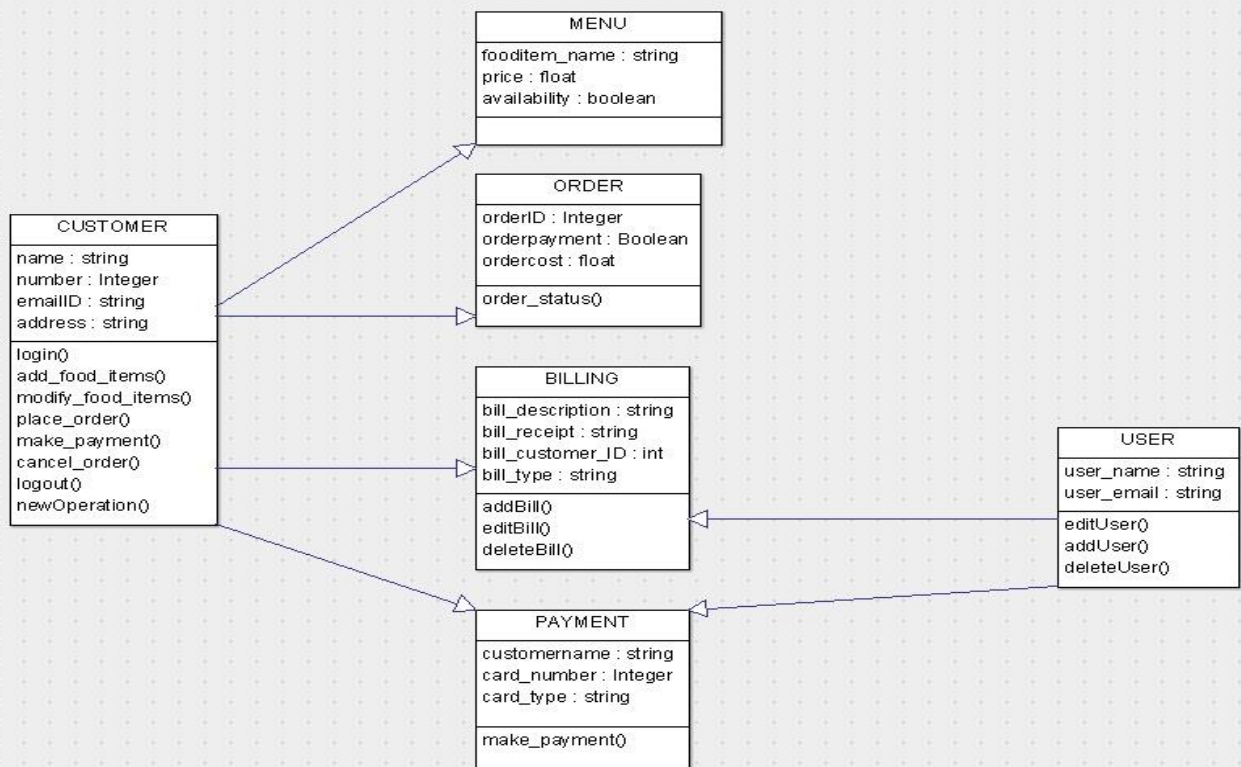 MENU
fooditem_name : string
price : float
availability : boolean
ORDER
orderID : Integer
orderpayment : Boolean
ordercost : float
order_status()
CUSTOMER
name : string
number : Integer
emailID : string
address : string
login()
add_food_items()
modify_food_items()
place_order()
make_payment()
cancel_order()
logout()
newOperation()
BILLING
bill_description : string
bill_receipt : string
bill_customer_ID : int
bill_type : string
addBill()
editBill()
deleteBill()
USER
user_name : string
user_email : string
editUser()
addUser()
deleteUser()
PAYMENT
customername : string
card_number : Integer
card_type : string
make_payment()